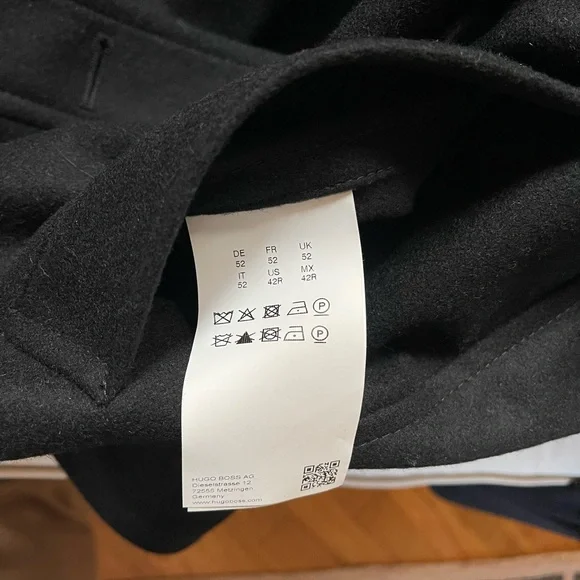 DE FR UK
52 52 52
IT US MX
52 42R 42R
P
P
HUGO BOSS AG
Dieselstrasse 12
72555 Metzingen
Germany
www.hugoboss.com